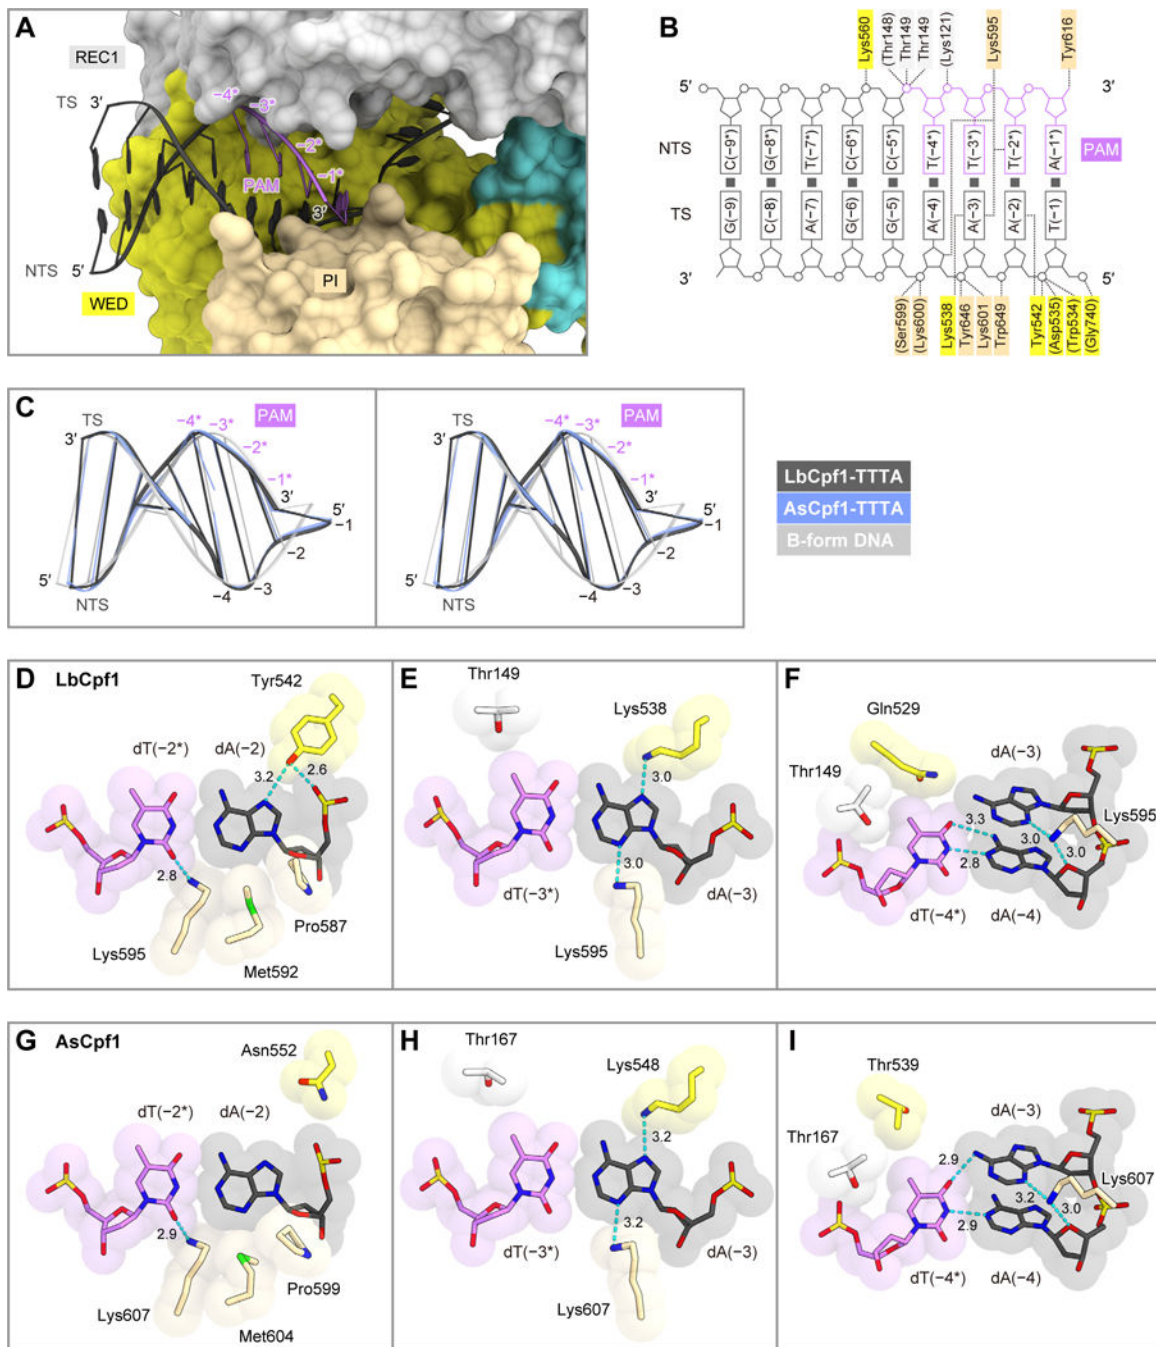 A
REC1
TS
3′
−4*
−3*
−2*
−1*
PAM
3′
NTS
5′
WED
PI
B
Lys560
(Thr148)
Thr149
Thr149
(Lys121)
Lys595
Tyr616
5′
3′
NTS
C(−9*)
G(−8*)
T(−7*)
C(−6*)
C(−5*)
T(−4*)
T(−3*)
T(−2*)
A(−1*)
PAM
TS
G(−9)
C(−8)
A(−7)
G(−6)
G(−5)
A(−4)
A(−3)
A(−2)
T(−1)
3′
5′
(Ser599)
(Lys600)
Lys538
Tyr646
Lys601
Trp649
Tyr542
(Asp535)
(Trp534)
(Gly740)
C
TS
3′
−4*
−3*
−2*
−1*
PAM
3′
5′
−1
−2
−3
−4
5′
NTS
TS
3′
−4*
−3*
−2*
−1*
PAM
3′
5′
−1
−2
−3
−4
5′
NTS
LbCpf1-TTTA
AsCpf1-TTTA
B-form DNA
D LbCpf1
Tyr542
dT(−2*) dA(−2)
3.2
2.6
2.8
Pro587
Lys595
Met592
E
Thr149
Lys538
3.0
3.0
dT(−3*)
dA(−3)
Lys595
F
Gln529
dA(−3)
Thr149
Lys595
3.3
3.0
3.0
2.8
dT(−4*)
dA(−4)
G AsCpf1
Asn552
dT(−2*) dA(−2)
2.9
Pro599
Lys607
Met604
H
Thr167
Lys548
3.2
3.2
dT(−3*)
dA(−3)
Lys607
I
Thr539
dA(−3)
Thr167
Lys607
2.9
3.2
3.0
2.9
dT(−4*)
dA(−4)